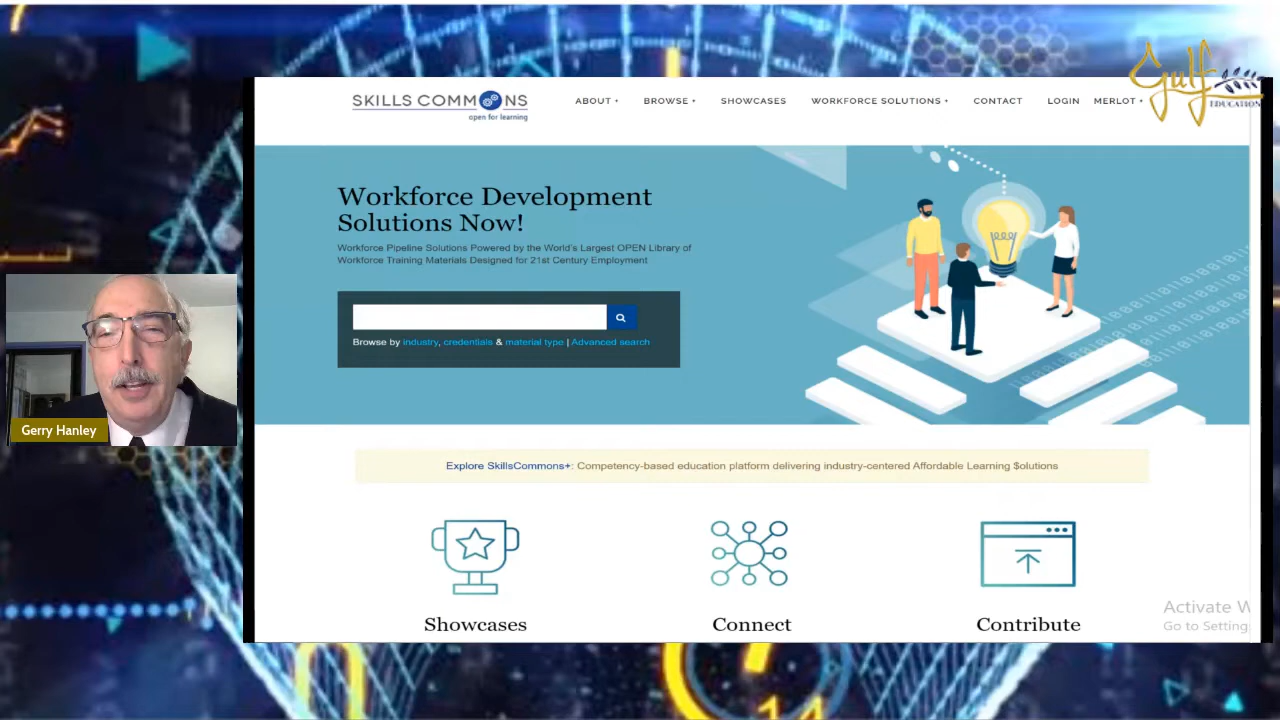 Gulf
EDUCATION
SKILLS COMMONS
open for learning
ABOUT +
BROWSE +
SHOWCASES
WORKFORCE SOLUTIONS +
CONTACT
LOGIN
MERLOT +
Workforce Development
Solutions Now!
Workforce Pipeline Solutions Powered by the World's Largest OPEN Library of
Workforce Training Materials Designed for 21st Century Employment
Browse by industry, credentials & material type | Advanced search
Gerry Hanley
Explore SkillsCommons+: Competency-based education platform delivering industry-centered Affordable Learning $olutions
Showcases
Connect
Contribute
Activate W
Go to Setting
14